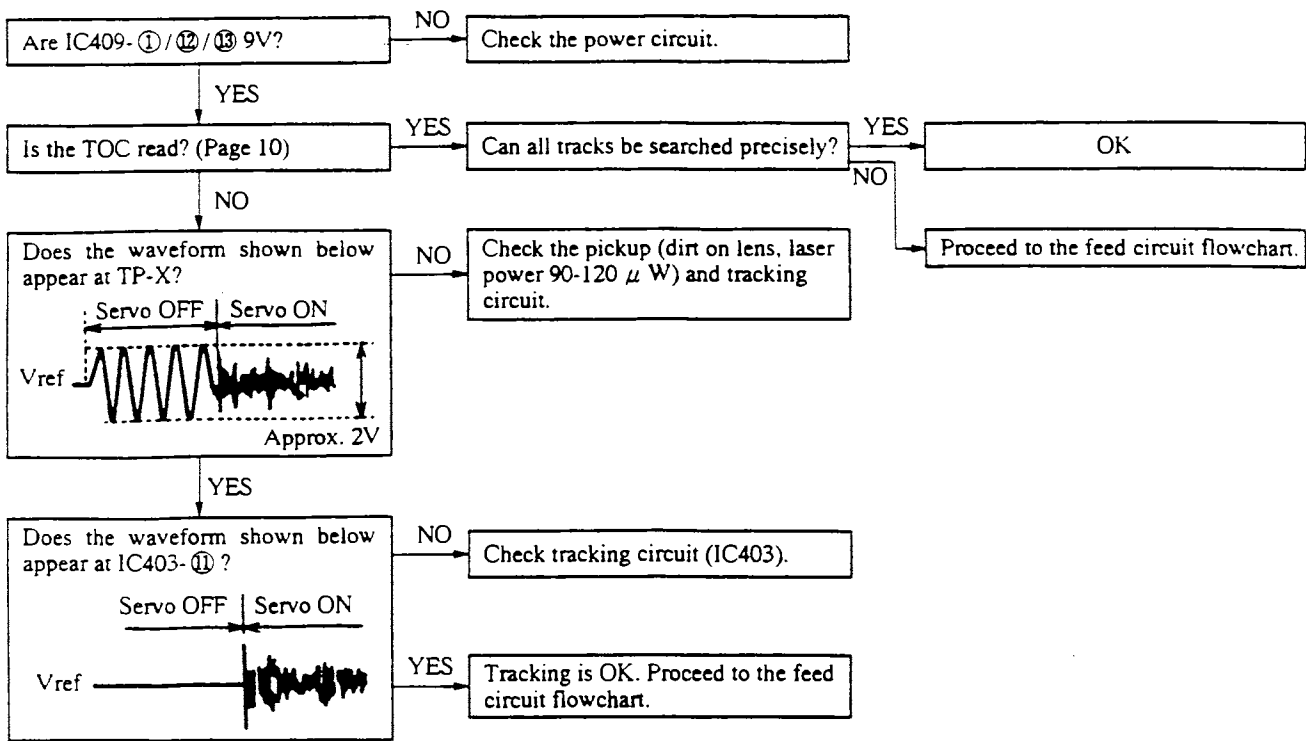 Are IC409- ①/⑫/⑬ 9V?
NO
Check the power circuit.
YES
Is the TOC read? (Page 10)
YES
Can all tracks be searched precisely?
YES
OK
NO
NO
Proceed to the feed circuit flowchart.
Does the waveform shown below
appear at TP-X?
Servo OFF
Servo ON
Vref
Approx. 2V
NO
Check the pickup (dirt on lens, laser
power 90-120 μ W) and tracking
circuit.
YES
Does the waveform shown below
appear at IC403- ⑪ ?
Servo OFF
Servo ON
Vref
NO
Check tracking circuit (IC403).
YES
Tracking is OK. Proceed to the feed
circuit flowchart.